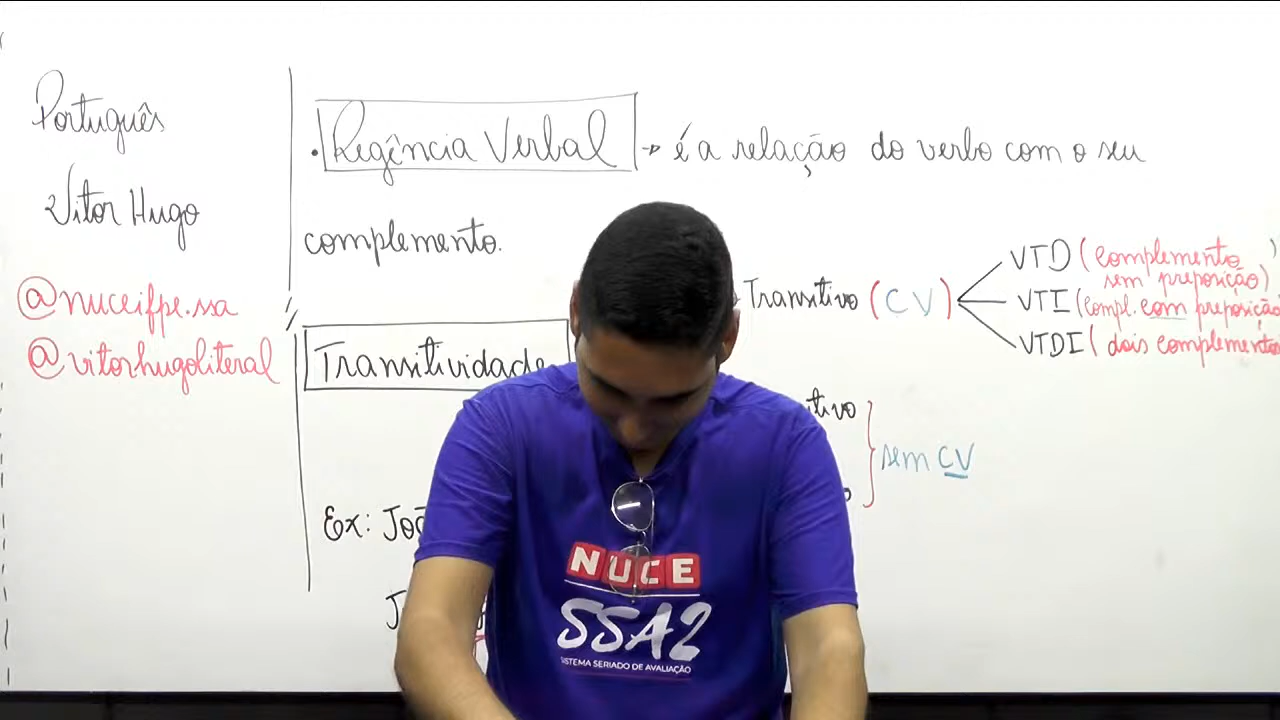 Português
Vitor Hugo
@nuceifpe.ssa
@vitorhugoliteral
. Regência Verbal → é a relação do verbo com o seu
complemento.
Transitividade
Transitivo (CV)
VTD (complemento
sem preposição)
VTI (compl. com preposição
VTDI (dois complemento
sem CV
Ex:
NUCE
SSA2
SISTEMA SERIADO DE AVALIAÇÃO